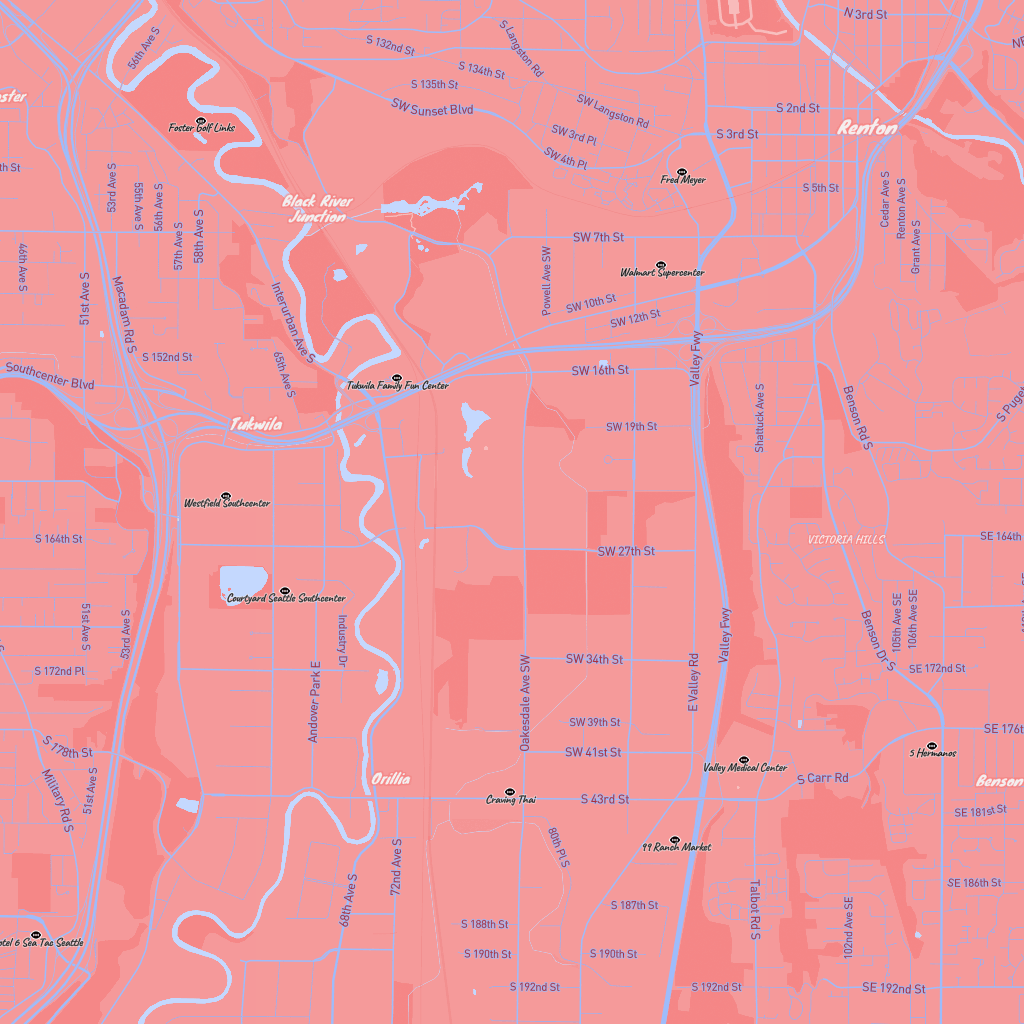 N 3rd St
56th Ave S
S 132nd St
S Langston Rd
S 134th St
S 135th St
SW Sunset Blvd
SW Langston Rd
S 2nd St
Renton
Foster Golf Links
SW 3rd Pl
S 3rd St
SW 4th Pl
Fred Meyer
S 5th St
53rd Ave S
55th Ave S
56th Ave S
57th Ave S
58th Ave S
Cedar Ave S
Renton Ave S
Grant Ave S
Black River
Junction
SW 7th St
46th Ave S
51st Ave S
Macadam Rd S
Interurban Ave S
Powell Ave SW
Walmart Supercenter
SW 10th St
SW 12th St
Valley Fwy
S 152nd St
65th Ave S
Southcenter Blvd
Tukwila Family Fun Center
SW 16th St
Shattuck Ave S
Benson Rd S
S Puget
Tukwila
SW 19th St
Westfield Southcenter
S 164th St
VICTORIA HILLS
SE 164th
SW 27th St
Courtyard Seattle Southcenter
51st Ave S
53rd Ave S
Industry Dr
Valley Fwy
105th Ave SE
106th Ave SE
Benson Dr S
S 172nd Pl
Andover Park E
SW 34th St
Oakesdale Ave SW
E Valley Rd
SE 172nd St
SW 39th St
SE 176t
S 178th St
SW 41st St
5 Hermanos
Military Rd S
51st Ave S
Orillia
Valley Medical Center
S Carr Rd
Benson
Craving Thai
S 43rd St
SE 181st St
80th PL S
99 Ranch Market
72nd Ave S
68th Ave S
SE 186th St
Talbot Rd S
S 187th St
102nd Ave SE
S 188th St
otel 6 Sea Tac Seattle
S 190th St
S 190th St
S 192nd St
S 192nd St
SE 192nd St